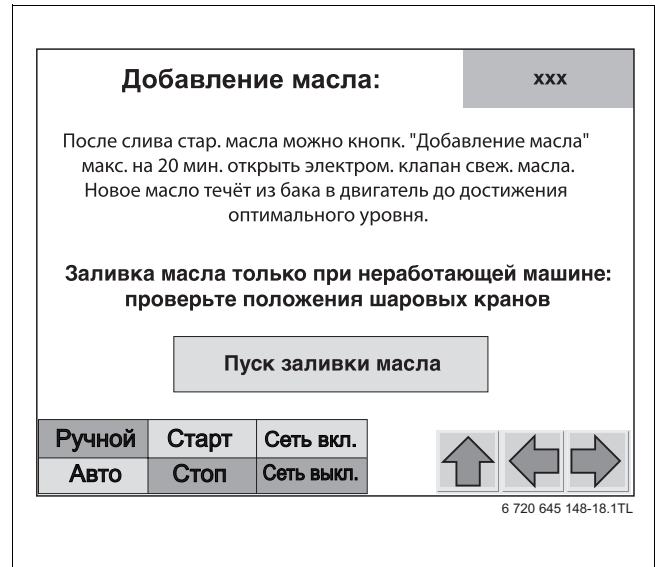 Добавление масла:
xxx
После слива стар. масла можно кнопк. "Добавление масла"
макс. на 20 мин. открыть электром. клапан свеж. масла.
Новое масло течёт из бака в двигатель до достижения
оптимального уровня.
Заливка масла только при неработающей машине:
проверьте положения шаровых кранов
Пуск заливки масла
Ручной Старт Сеть вкл.
Авто Стоп Сеть выкл.
6 720 645 148-18.1TL